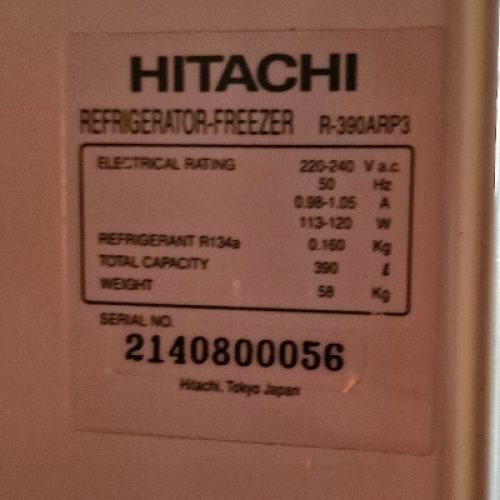 HITACHI
REFRIGERATOR-FREEZER R-390ARP3
ELECTRICAL RATING 220-240 V a.c.
50 Hz
0.98-1.05 A
113-120 W
REFRIGERANT R134a 0.160 Kg
TOTAL CAPACITY 390 ℓ
WEIGHT 58 Kg
SERIAL NO.
2140800056
Hitachi, Tokyo Japan